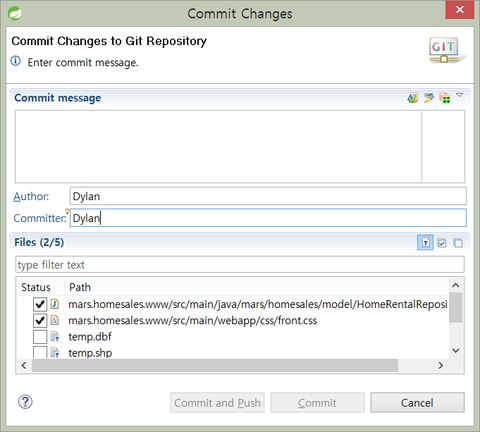 Commit Changes
Commit Changes to Git Repository
Enter commit message.
GIT
Commit message
Author: Dylan
Committer: Dylan
Files (2/5)
type filter text
Status Path
mars.homesales.www/src/main/java/mars/homesales/model/HomeRentalReposi
mars.homesales.www/src/main/webapp/css/front.css
temp.dbf
temp.shp
Commit and Push Commit Cancel